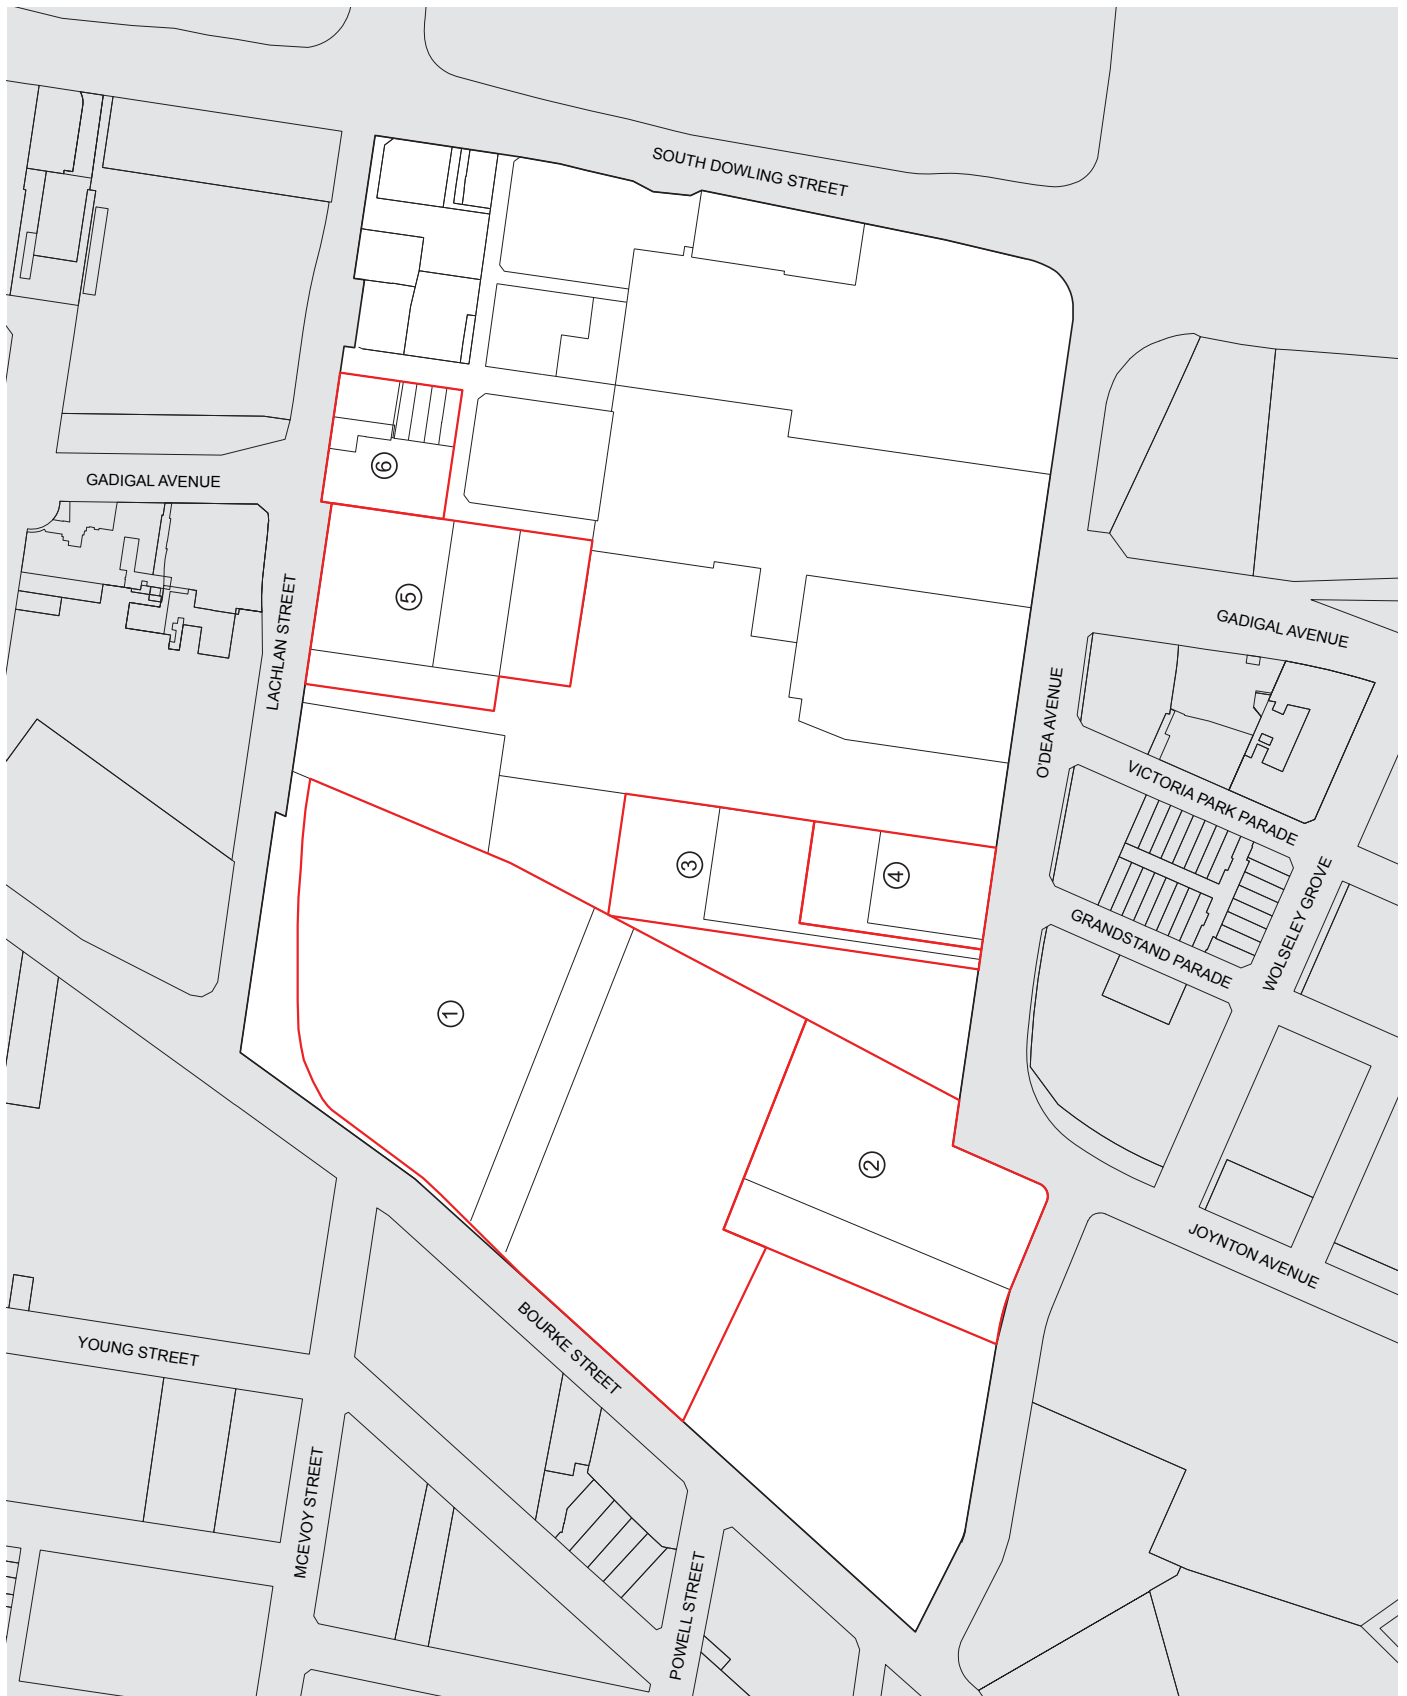 SOUTH DOWLING STREET
GADIGAL AVENUE
6
LACHLAN STREET
5
GADIGAL AVENUE
O'DEA AVENUE
VICTORIA PARK PARADE
3
4
GRANDSTAND PARADE
WOLSELEY GROVE
1
2
JOYNTON AVENUE
BOURKE STREET
YOUNG STREET
MCEVOY STREET
POWELL STREET